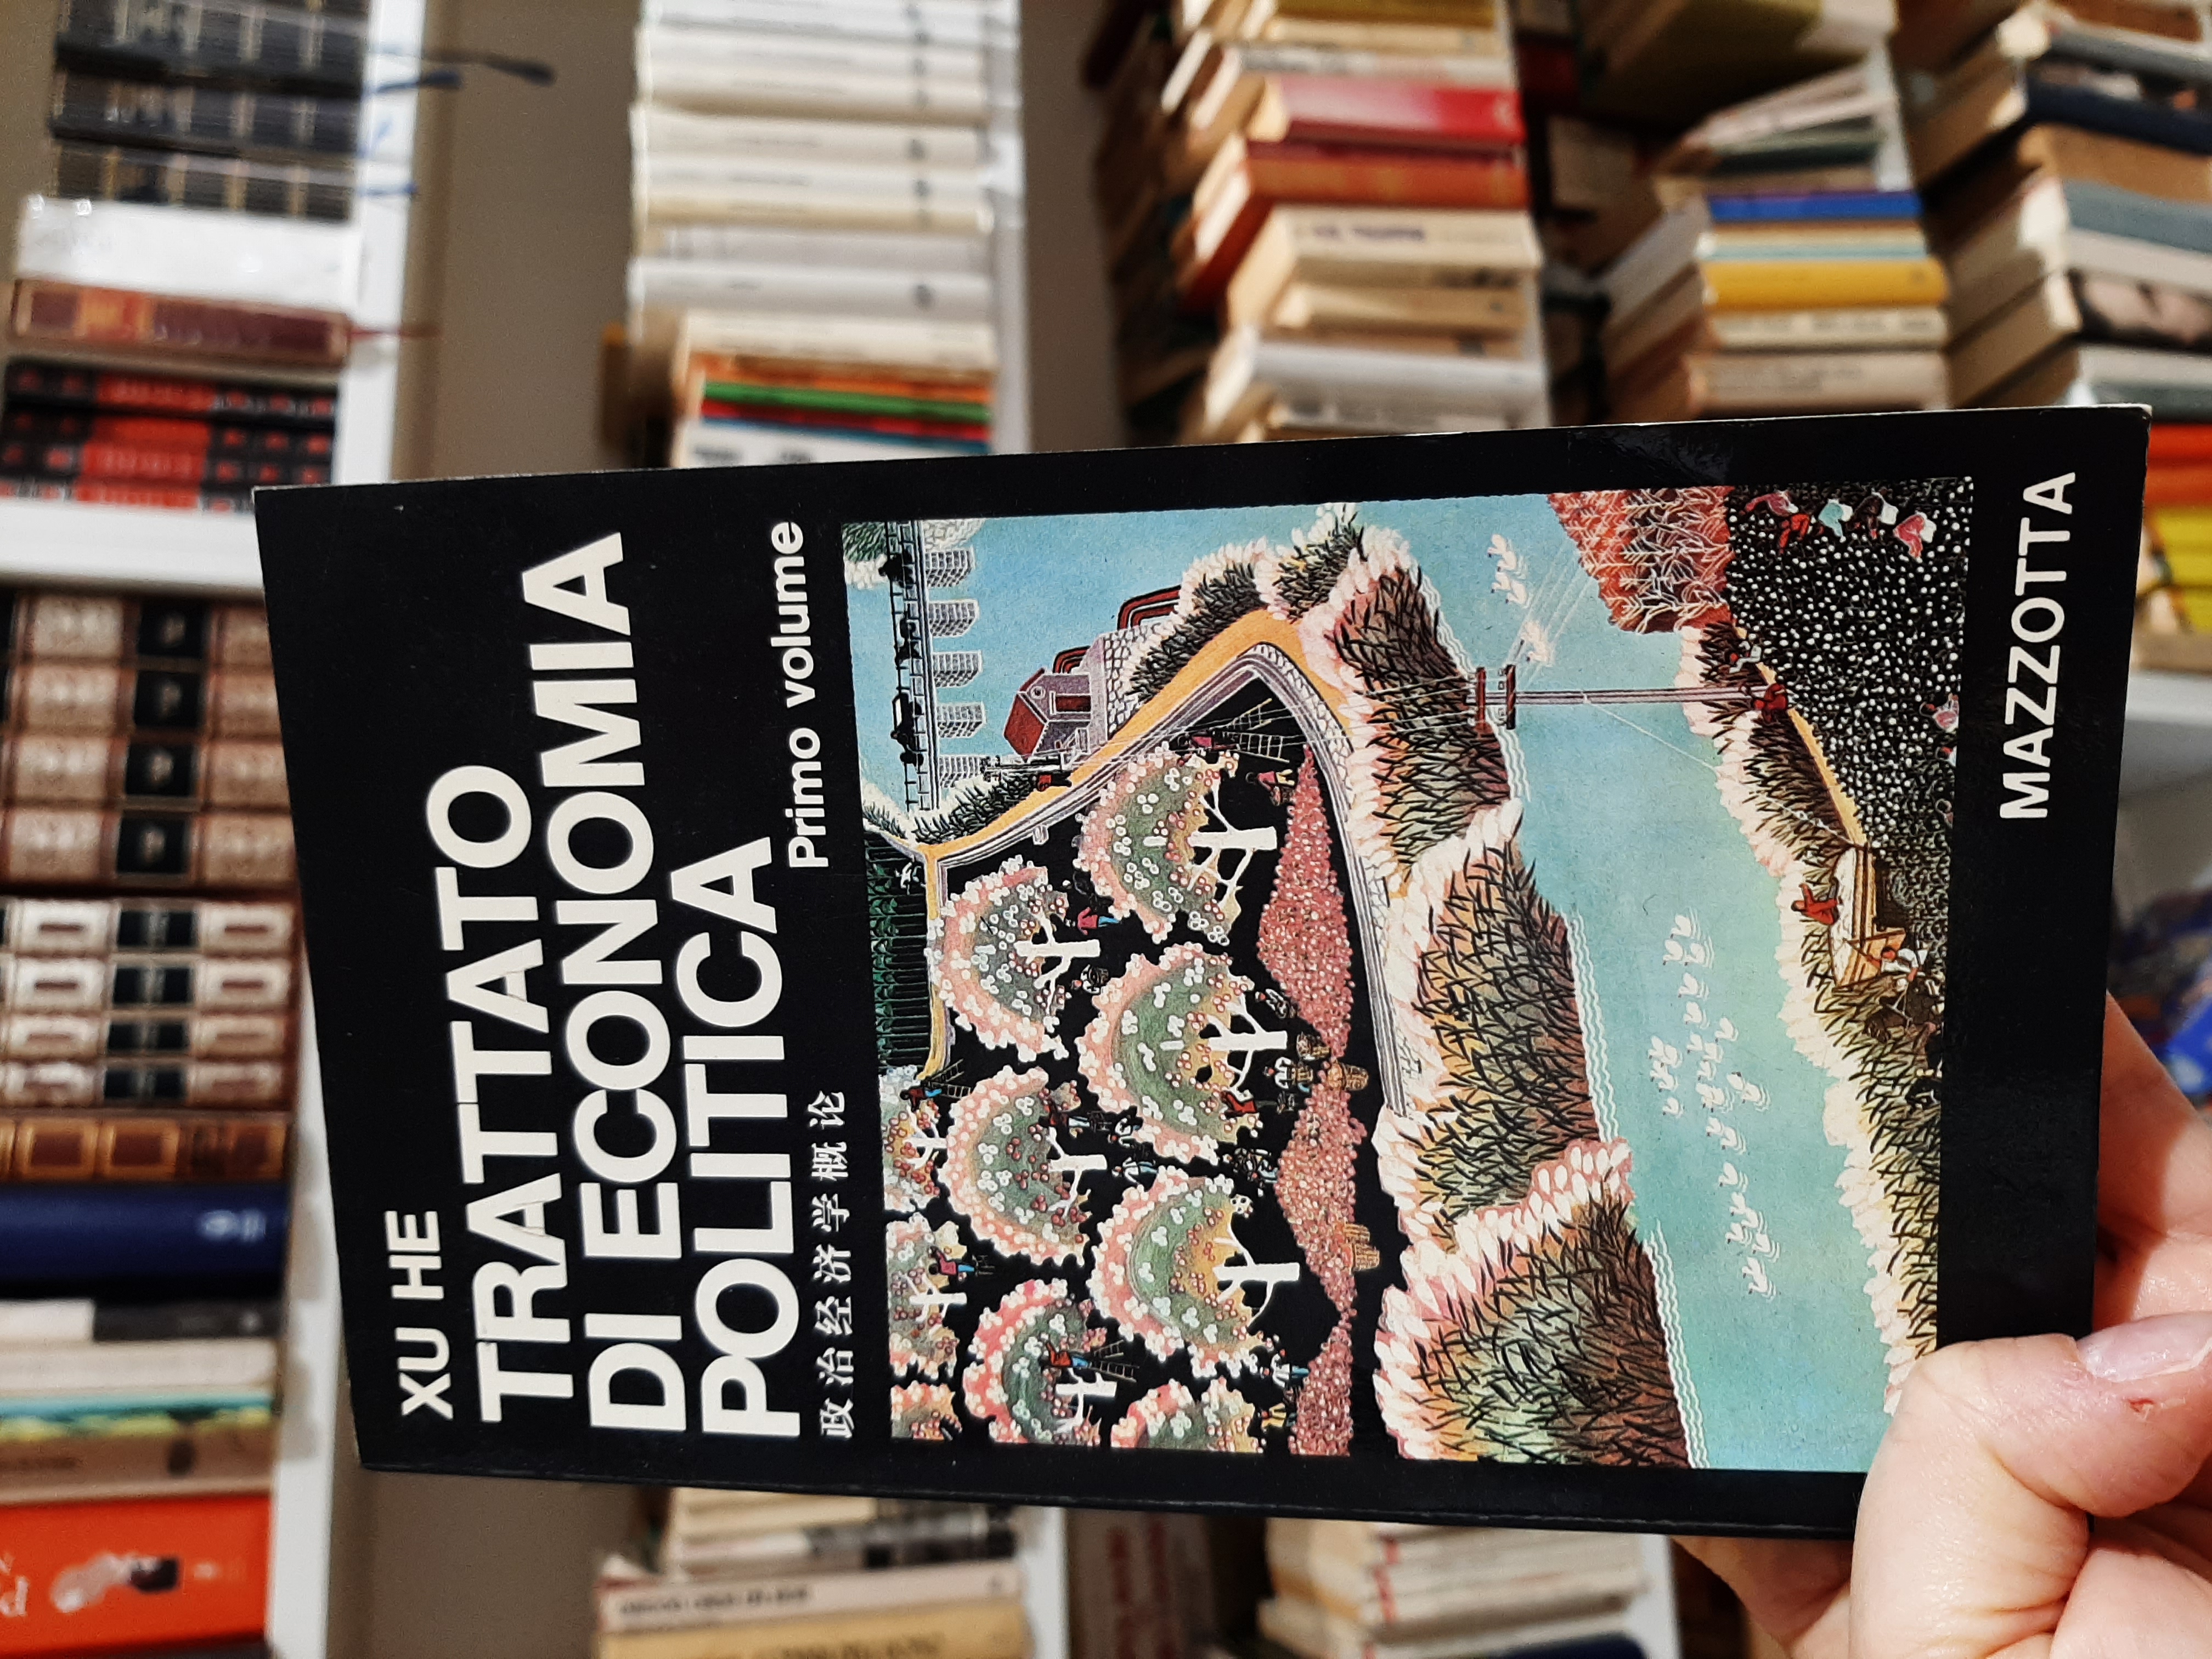 XU HE
TRATTATO
DI ECONOMIA
POLITICA
政治经济学概论
Primo volume
MAZZOTTA